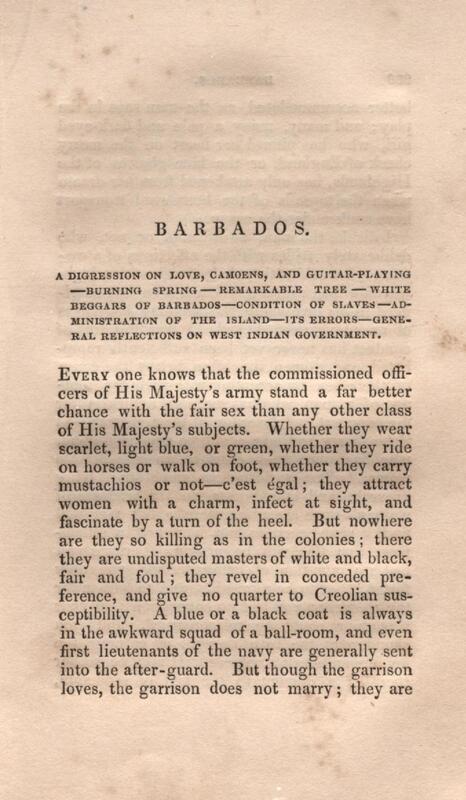 BARBADOS.
A DIGRESSION ON LOVE, CAMOENS, AND GUITAR-PLAYING
—BURNING SPRING—REMARKABLE TREE—WHITE
BEGGARS OF BARBADOS—CONDITION OF SLAVES—AD-
MINISTRATION OF THE ISLAND—ITS ERRORS—GENE-
RAL REFLECTIONS ON WEST INDIAN GOVERNMENT.
EVERY one knows that the commissioned offi-
cers of His Majesty's army stand a far better
chance with the fair sex than any other class
of His Majesty's subjects. Whether they wear
scarlet, light blue, or green, whether they ride
on horses or walk on foot, whether they carry
mustachios or not—c'est égal; they attract
women with a charm, infect at sight, and
fascinate by a turn of the heel. But nowhere
are they so killing as in the colonies; there
they are undisputed masters of white and black,
fair and foul; they revel in conceded pre-
ference, and give no quarter to Creolian sus-
ceptibility. A blue or a black coat is always
in the awkward squad of a ball-room, and even
first lieutenants of the navy are generally sent
into the after-guard. But though the garrison
loves, the garrison does not marry; they are